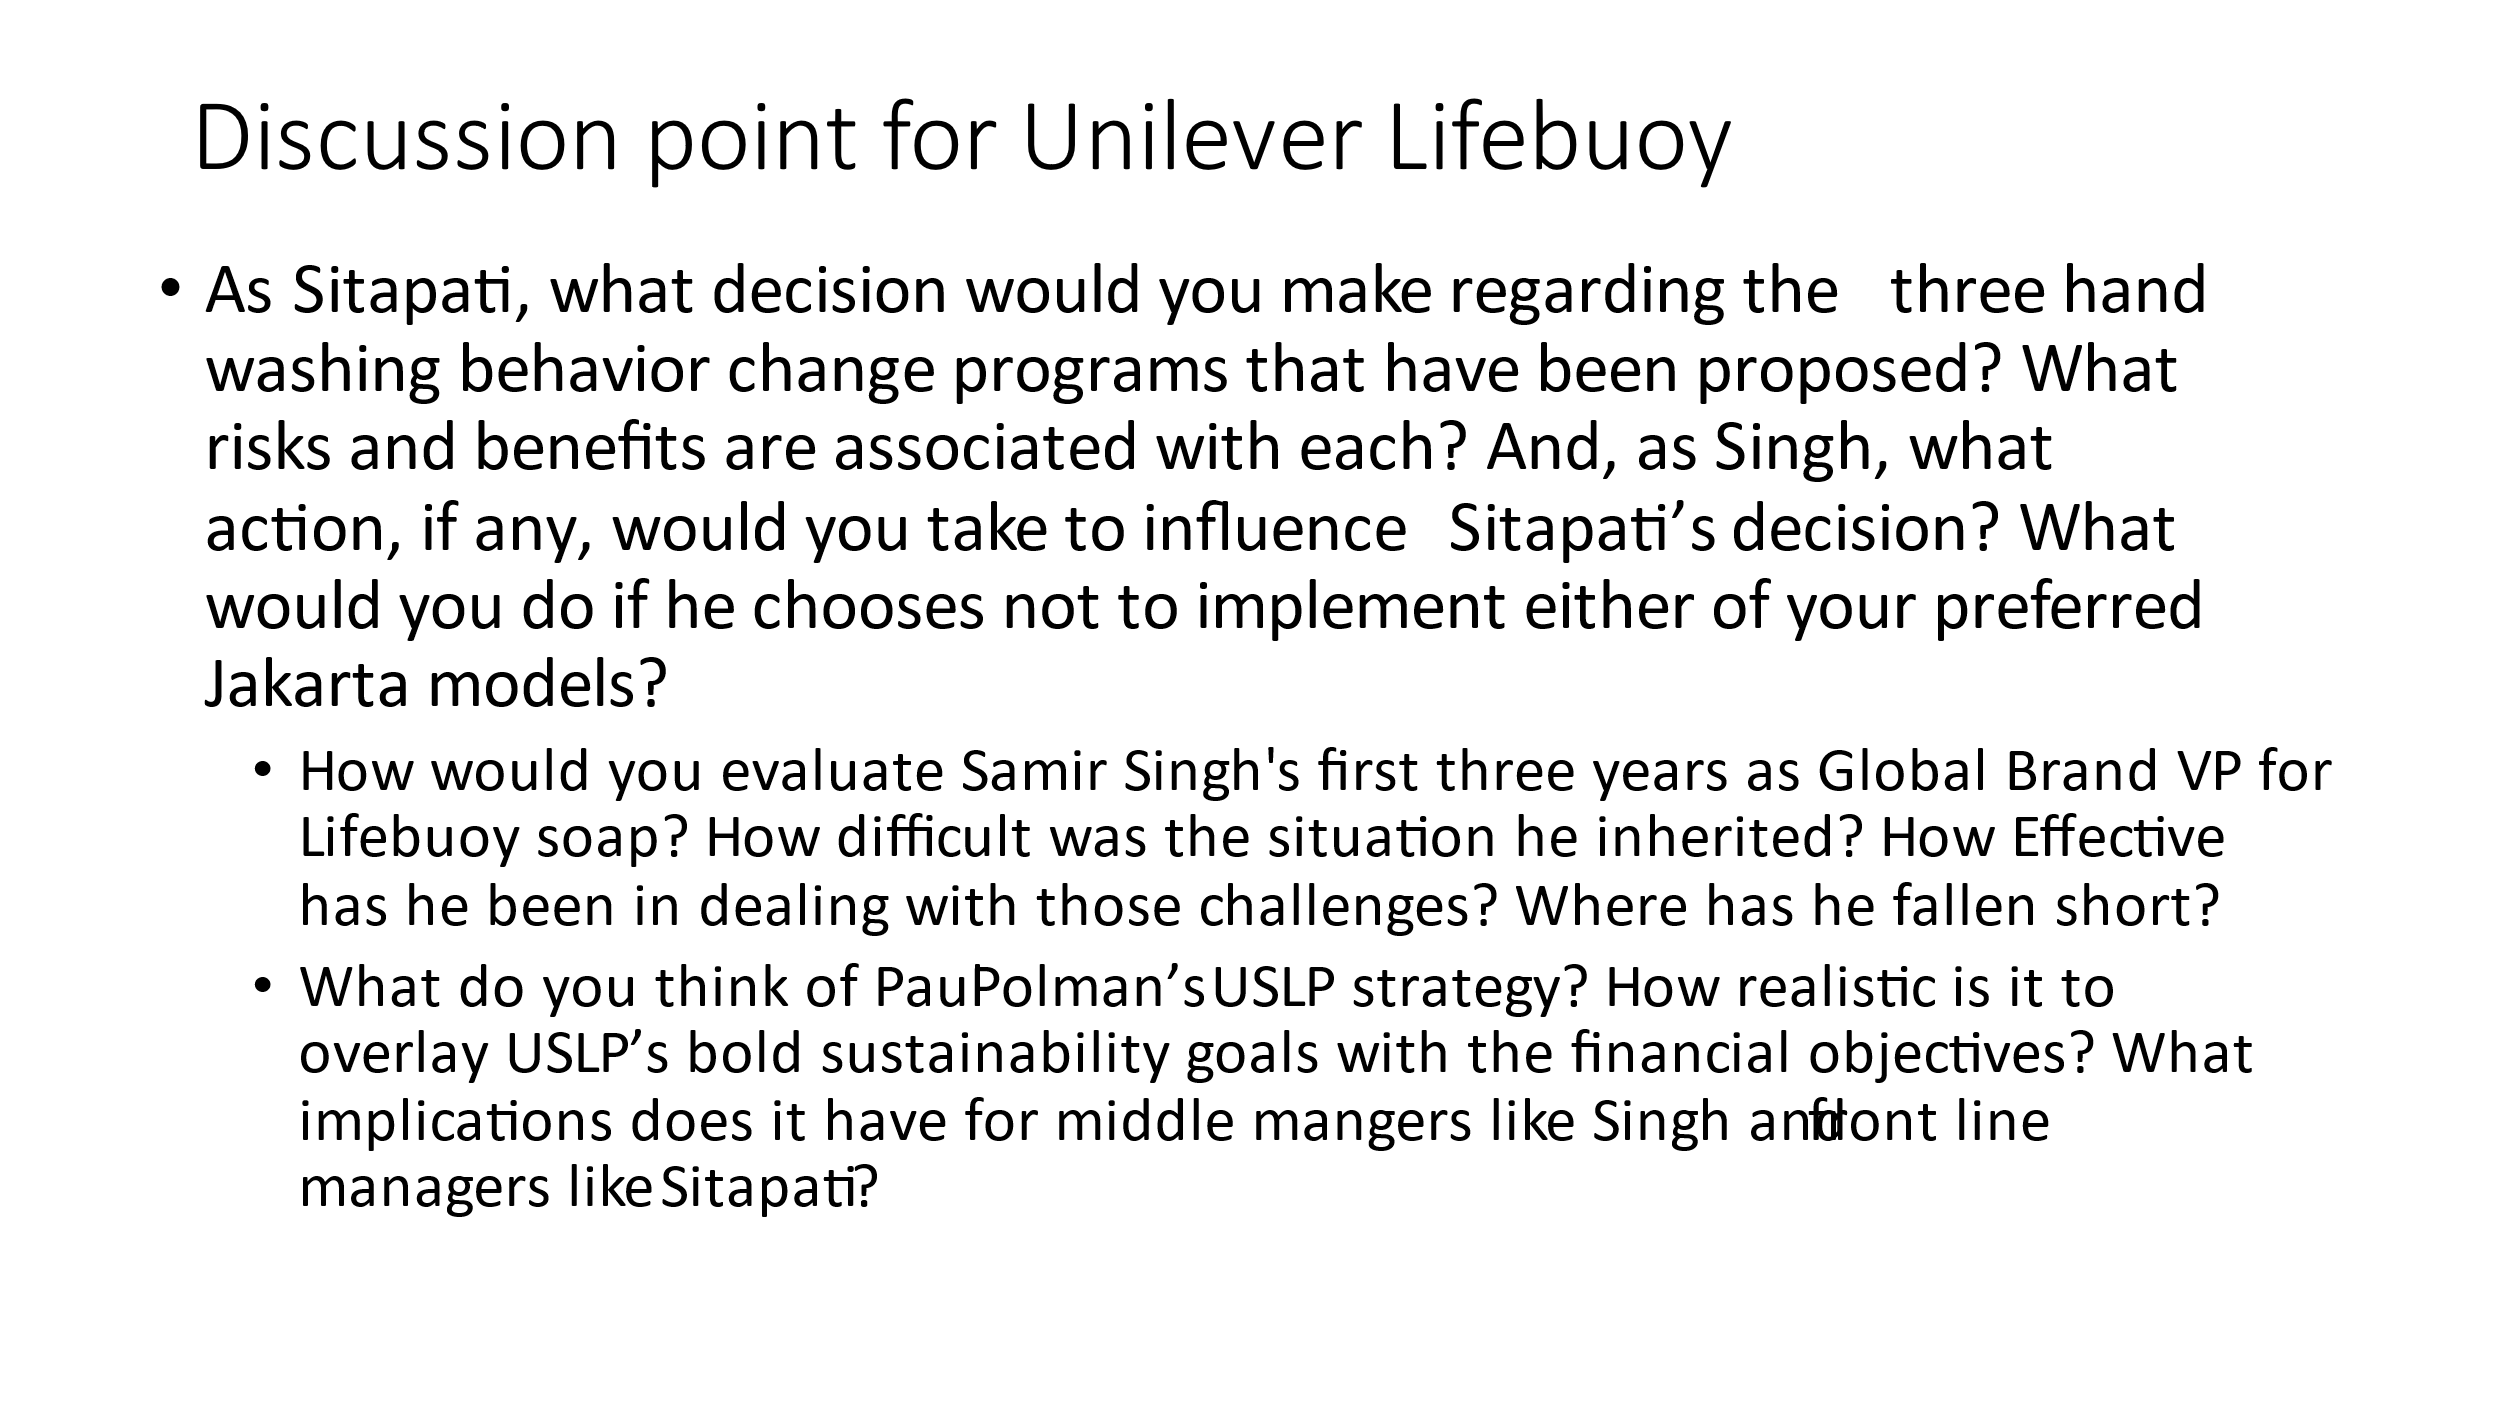 Discussion point for Unilever Lifebuoy
• As Sitapati, what decision would you make regarding the three hand
washing behavior change programs that have been proposed? What
risks and benefits are associated with each? And, as Singh, what
action, if any, would you take to influence Sitapati’s decision? What
would you do if he chooses not to implement either of your preferred
Jakarta models?
• How would you evaluate Samir Singh's first three years as Global Brand VP for
Lifebuoy soap? How difficult was the situation he inherited? How Effective
has he been in dealing with those challenges? Where has he fallen short?
• What do you think of Paul Polman’s USLP strategy? How realistic is it to
overlay USLP’s bold sustainability goals with the financial objectives? What
implications does it have for middle mangers like Singh and front line
managers like Sitapati?